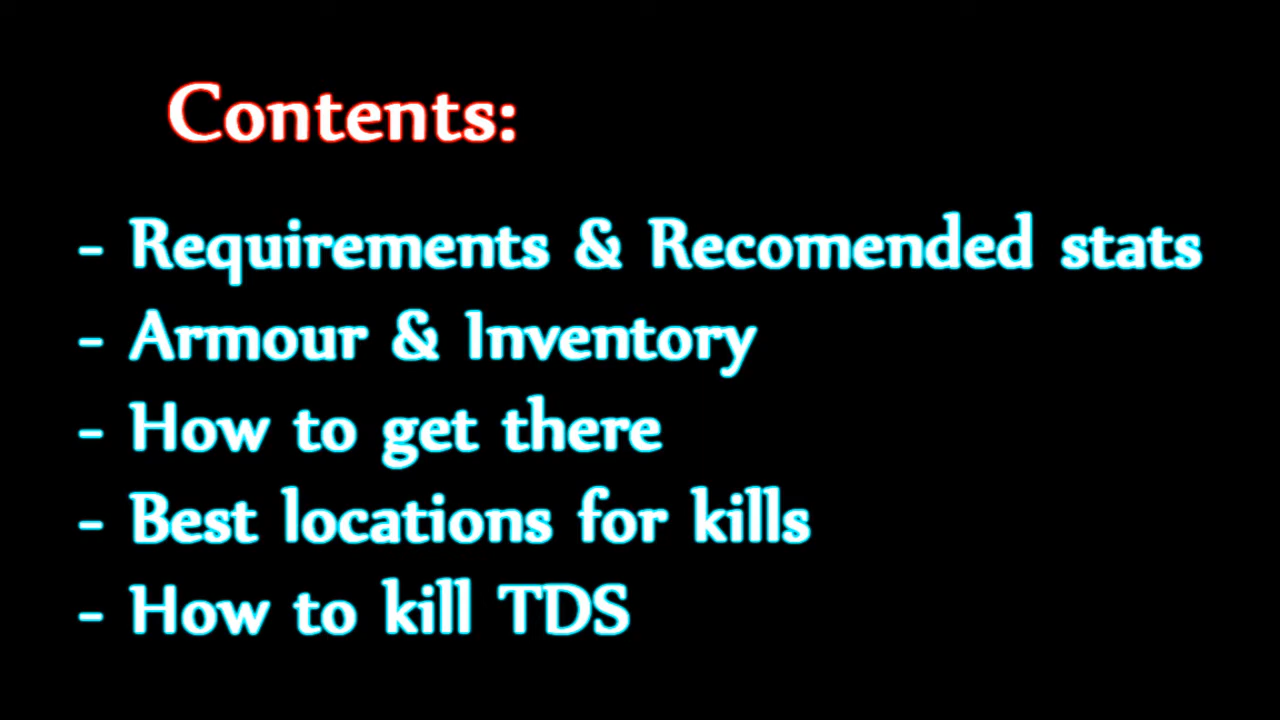 Contents:
- Requirements & Recomended stats
- Armour & Inventory
- How to get there
- Best locations for kills
- How to kill TDS